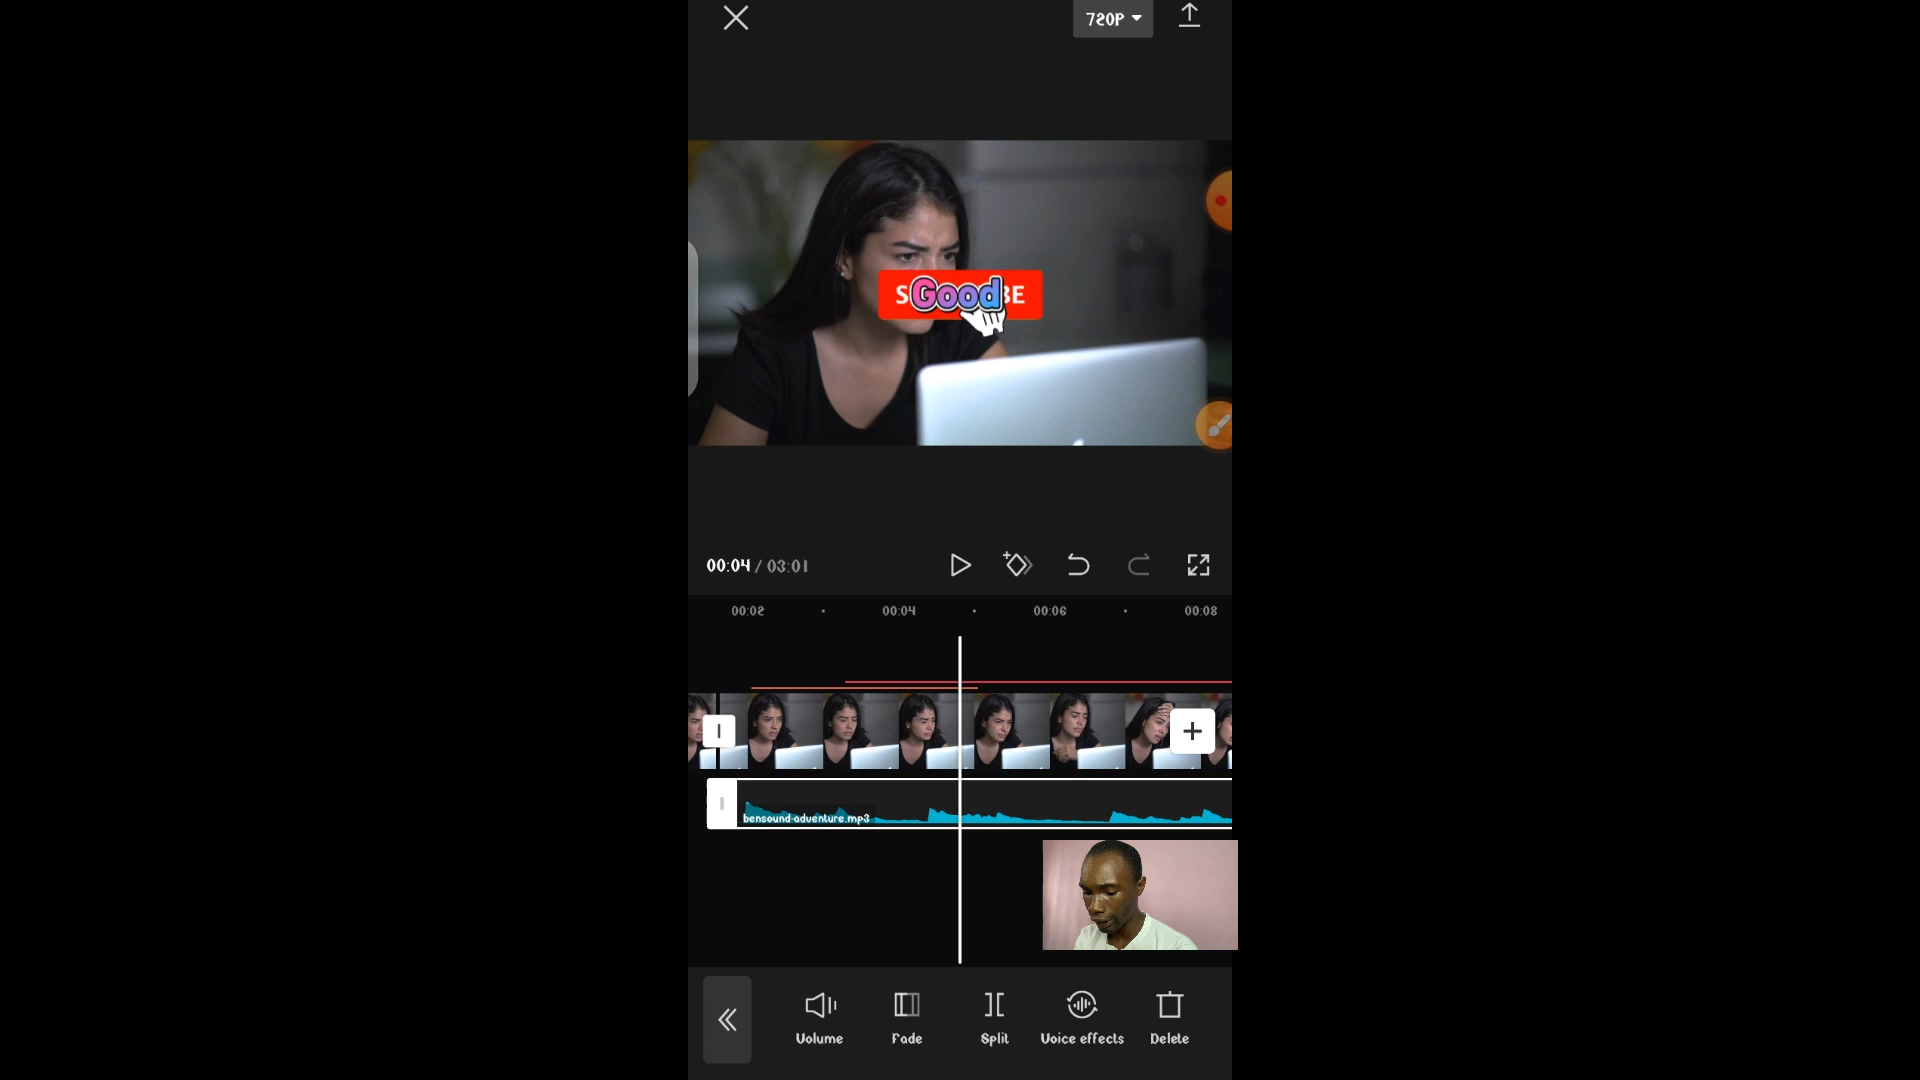 720P
Good
00:04 / 03:01
00:02 00:04 00:06 00:08
bensound-adventure.mp3
Volume Fade Split Voice effects Delete